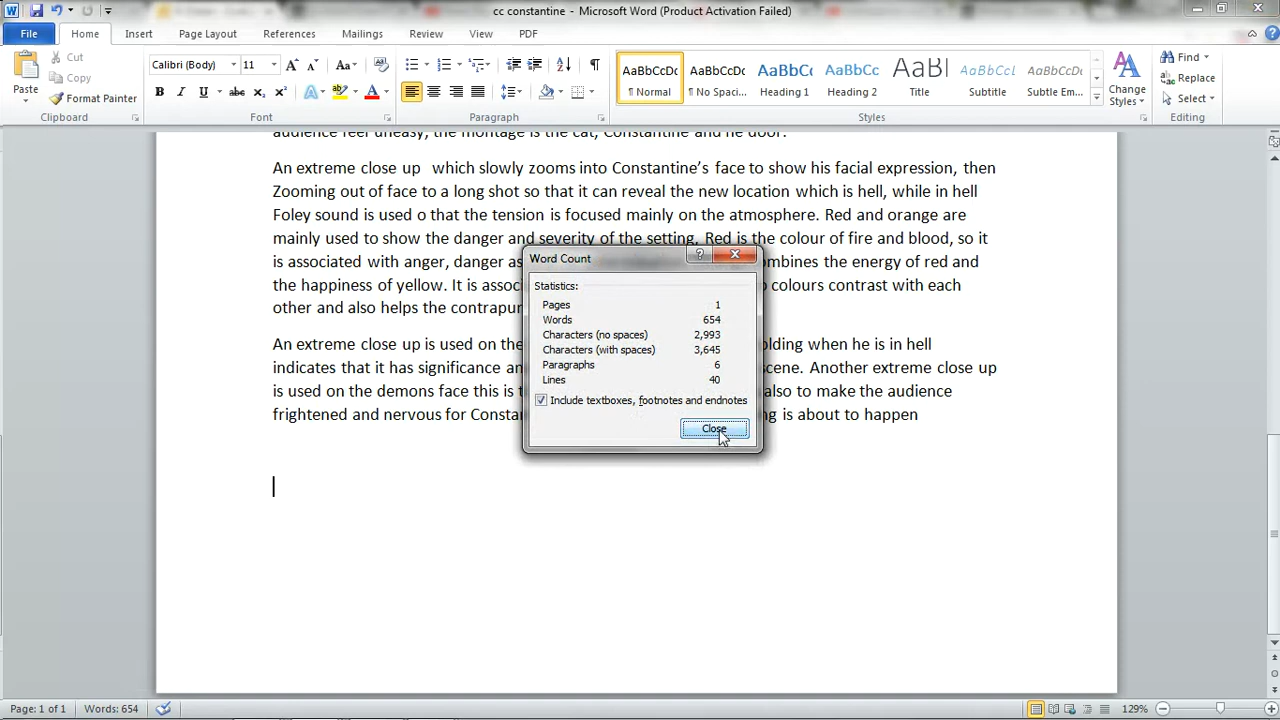 cc constantine - Microsoft Word (Product Activation Failed)
File Home Insert Page Layout References Mailings Review View PDF
Paste
Cut
Copy
Format Painter
Clipboard
Calibri (Body) 11
Font
Paragraph
AaBbCcDc AaBbCcDc AaBbCc AaBbCc AaBl AaBbCcL AaBbCcDc
¶ Normal ¶ No Spaci... Heading 1 Heading 2 Title Subtitle Subtle Em...
Change Styles
Styles
Find
Replace
Select
Editing
audience feel uneasy, the montage is the cat, Constantine and he door.
An extreme close up which slowly zooms into Constantine’s face to show his facial expression, then
Zooming out of face to a long shot so that it can reveal the new location which is hell, while in hell
Foley sound is used o that the tension is focused mainly on the atmosphere. Red and orange are
mainly used to show the danger and severity of the setting. Red is the colour of fire and blood, so it
is associated with anger, danger as ombines the energy of red and
the happiness of yellow. It is assoc o colours contrast with each
other and also helps the contrapun
An extreme close up is used on the olding when he is in hell
indicates that it has significance an scene. Another extreme close up
is used on the demons face this is t also to make the audience
frightened and nervous for Constan g is about to happen
Word Count
Statistics:
Pages 1
Words 654
Characters (no spaces) 2,993
Characters (with spaces) 3,645
Paragraphs 6
Lines 40
Include textboxes, footnotes and endnotes
Close
Page: 1 of 1 Words: 654 129%